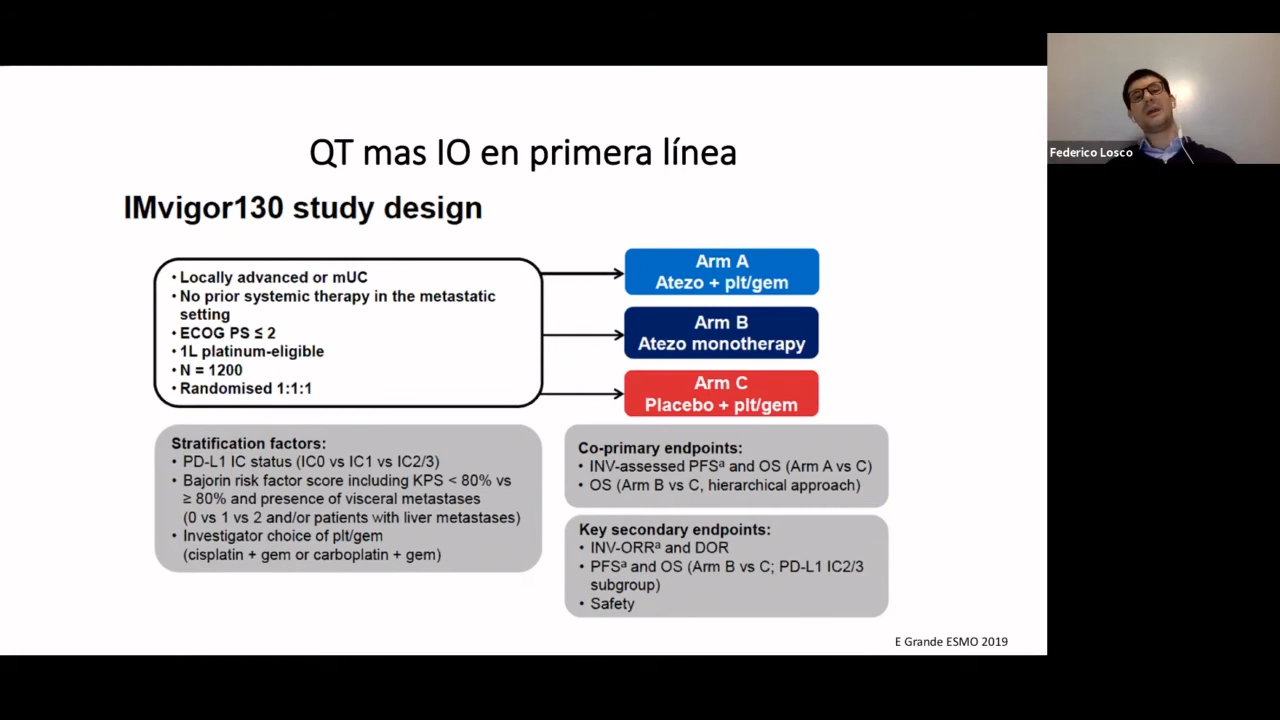 QT mas IO en primera línea
IMvigor130 study design
• Locally advanced or mUC
• No prior systemic therapy in the metastatic
setting
• ECOG PS ≤ 2
• 1L platinum-eligible
• N = 1200
• Randomised 1:1:1
Arm A
Atezo + plt/gem
Arm B
Atezo monotherapy
Arm C
Placebo + plt/gem
Stratification factors:
• PD-L1 IC status (IC0 vs IC1 vs IC2/3)
• Bajorin risk factor score including KPS < 80% vs
≥ 80% and presence of visceral metastases
(0 vs 1 vs 2 and/or patients with liver metastases)
• Investigator choice of plt/gem
(cisplatin + gem or carboplatin + gem)
Co-primary endpoints:
• INV-assessed PFSᵃ and OS (Arm A vs C)
• OS (Arm B vs C, hierarchical approach)
Key secondary endpoints:
• INV-ORRᵃ and DOR
• PFSᵃ and OS (Arm B vs C; PD-L1 IC2/3
subgroup)
• Safety
E Grande ESMO 2019
Federico Losco